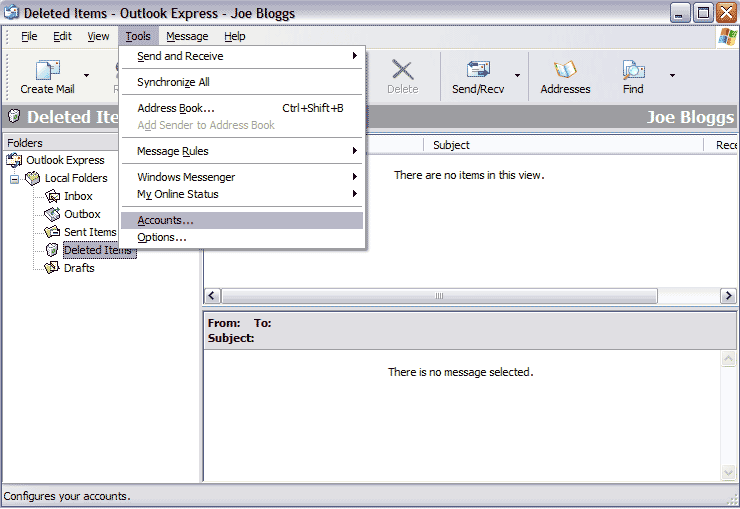 Deleted Items - Outlook Express - Joe Bloggs
File Edit View Tools Message Help
Create Mail
Delete Send/Recv Addresses Find
Send and Receive
Synchronize All
Address Book... Ctrl+Shift+B
Add Sender to Address Book
Message Rules
Windows Messenger
My Online Status
Accounts...
Options...
Deleted Ite
Joe Bloggs
Folders
Outlook Express
Local Folders
Inbox
Outbox
Sent Items
Deleted Items
Drafts
Subject Rece
There are no items in this view.
From: To:
Subject:
There is no message selected.
Configures your accounts.